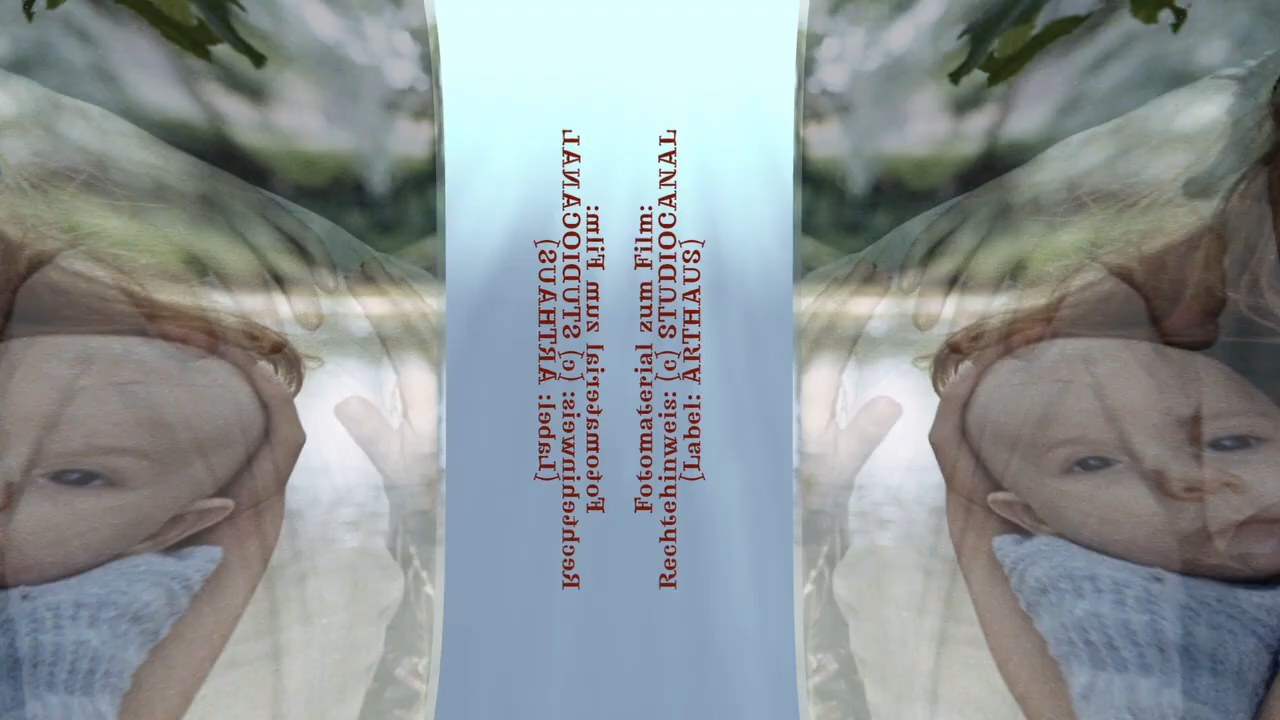 Fotomaterial zum Film:
Rechtehinweis: (c) STUDIOCANAL
(Label: ARTHAUS)
Fotomaterial zum Film:
Rechtehinweis: (c) STUDIOCANAL
(Label: ARTHAUS)